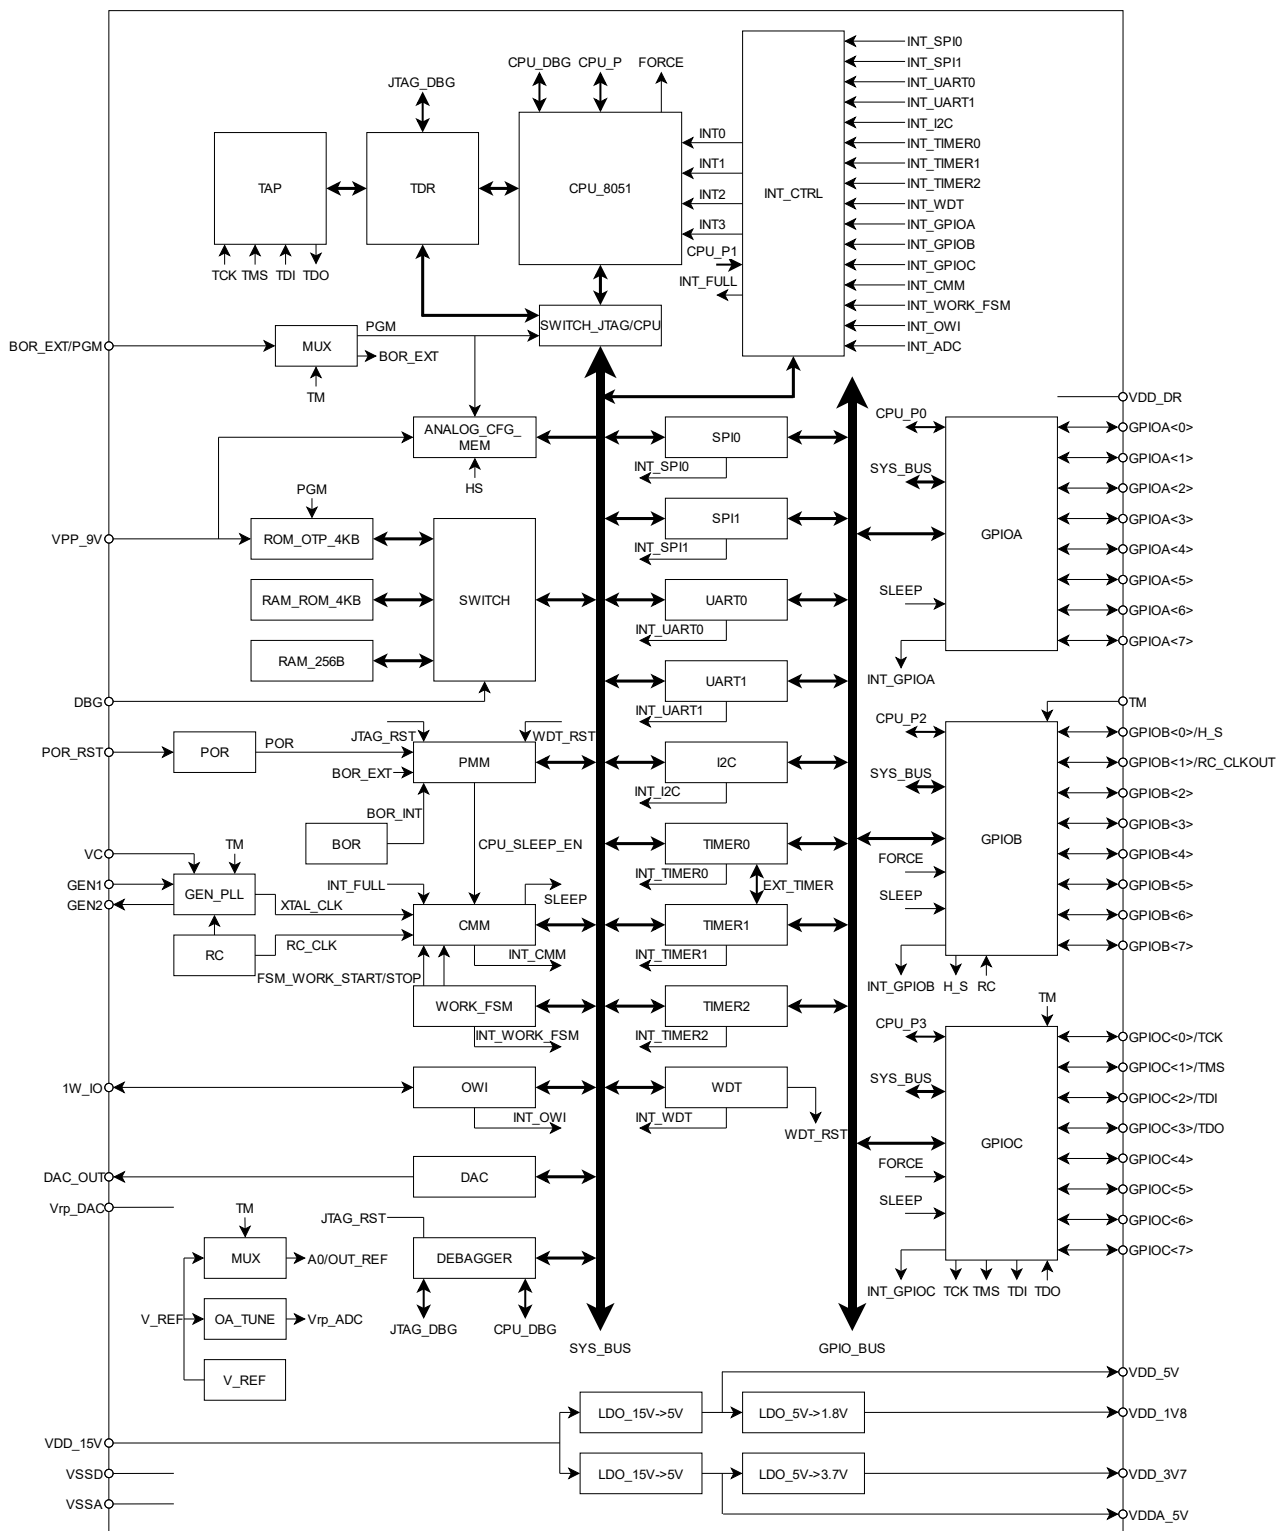 CPU_DBG
CPU_P
FORCE
JTAG_DBG
TAP
TDR
CPU_8051
INT0
INT1
INT2
INT3
CPU_P1
INT_FULL
INT_CTRL
INT_SPI0
INT_SPI1
INT_UART0
INT_UART1
INT_I2C
INT_TIMER0
INT_TIMER1
INT_TIMER2
INT_WDT
INT_GPIOA
INT_GPIOB
INT_GPIOC
INT_CMM
INT_WORK_FSM
INT_OWI
INT_ADC
TCK
TMS
TDI
TDO
BOR_EXT/PGM
MUX
PGM
BOR_EXT
TM
SWITCH_JTAG/CPU
ANALOG_CFG_
MEM
HS
VPP_9V
PGM
ROM_OTP_4KB
RAM_ROM_4KB
RAM_256B
SWITCH
DBG
POR_RST
POR
POR
JTAG_RST
WDT_RST
BOR_EXT
PMM
BOR
BOR_INT
CPU_SLEEP_EN
VC
GEN1
GEN2
TM
GEN_PLL
RC
XTAL_CLK
RC_CLK
INT_FULL
SLEEP
CMM
INT_CMM
FSM_WORK_START/STOP
WORK_FSM
INT_WORK_FSM
1W_IO
OWI
INT_OWI
DAC_OUT
DAC
Vrp_DAC
TM
MUX
A0/OUT_REF
V_REF
OA_TUNE
Vrp_ADC
V_REF
JTAG_RST
DEBAGGER
JTAG_DBG
CPU_DBG
SYS_BUS
SPI0
INT_SPI0
SPI1
INT_SPI1
UART0
INT_UART0
UART1
INT_UART1
I2C
INT_I2C
TIMER0
INT_TIMER0
EXT_TIMER
TIMER1
INT_TIMER1
TIMER2
INT_TIMER2
WDT
INT_WDT
WDT_RST
GPIO_BUS
VDD_DR
CPU_P0
SYS_BUS
SLEEP
INT_GPIOA
GPIOA
GPIOA<0>
GPIOA<1>
GPIOA<2>
GPIOA<3>
GPIOA<4>
GPIOA<5>
GPIOA<6>
GPIOA<7>
TM
CPU_P2
SYS_BUS
FORCE
SLEEP
INT_GPIOB
H_S
RC
GPIOB
GPIOB<0>/H_S
GPIOB<1>/RC_CLKOUT
GPIOB<2>
GPIOB<3>
GPIOB<4>
GPIOB<5>
GPIOB<6>
GPIOB<7>
TM
CPU_P3
SYS_BUS
FORCE
SLEEP
INT_GPIOC
TCK
TMS
TDI
TDO
GPIOC
GPIOC<0>/TCK
GPIOC<1>/TMS
GPIOC<2>/TDI
GPIOC<3>/TDO
GPIOC<4>
GPIOC<5>
GPIOC<6>
GPIOC<7>
VDD_15V
VSSD
VSSA
LDO_15V->5V
LDO_5V->1.8V
LDO_15V->5V
LDO_5V->3.7V
VDD_5V
VDD_1V8
VDD_3V7
VDDA_5V